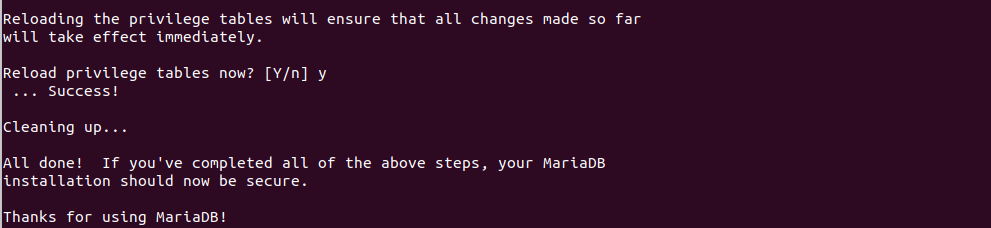 Reloading the privilege tables will ensure that all changes made so far
will take effect immediately.
Reload privilege tables now? [Y/n] y
 ... Success!
Cleaning up...
All done!  If you've completed all of the above steps, your MariaDB
installation should now be secure.
Thanks for using MariaDB!